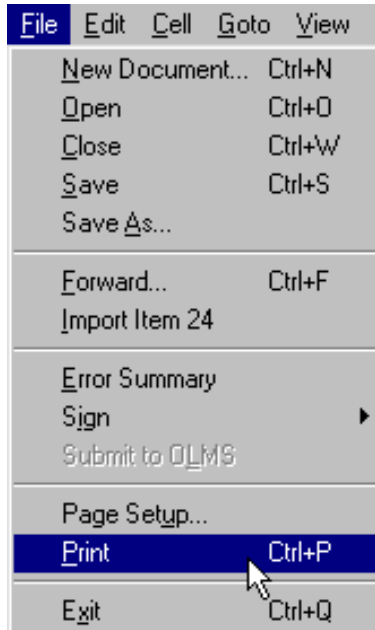 File Edit Cell Goto View
New Document... Ctrl+N
Open Ctrl+O
Close Ctrl+W
Save Ctrl+S
Save As...
Forward... Ctrl+F
Import Item 24
Error Summary
Sign
Submit to OLMS
Page Setup...
Print Ctrl+P
Exit Ctrl+Q